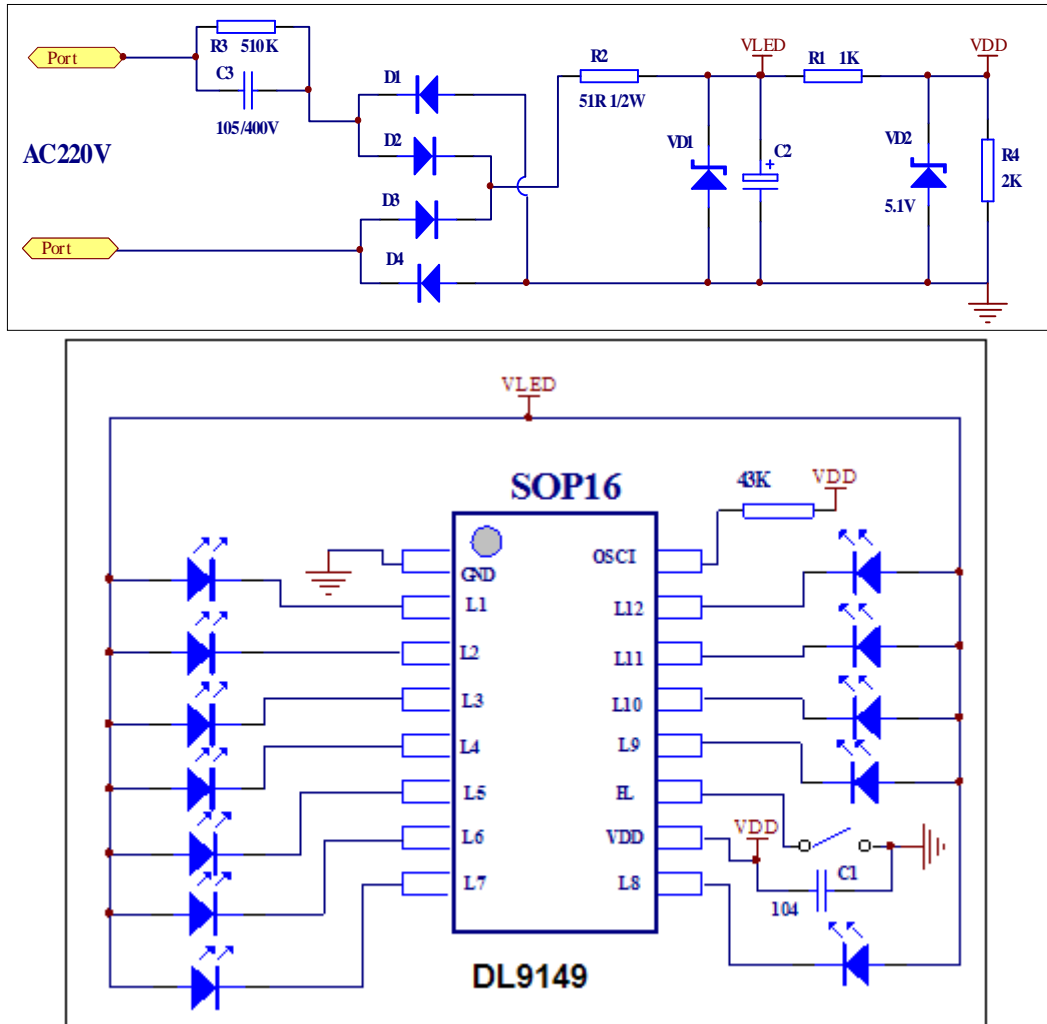 Port
R3 510K
C3
105/400V
AC220V
Port
D1
D2
D3
D4
R2
51R 1/2W
VLED
R1 1K
VDD
VD1
C2
+
VD2
5.1V
R4
2K
VLED
SOP16
43K
VDD
GND
OSCI
L1
L12
L2
L11
L3
L10
L4
L9
L5
EL
L6
VDD
VDD
L7
L8
C1
104
DL9149